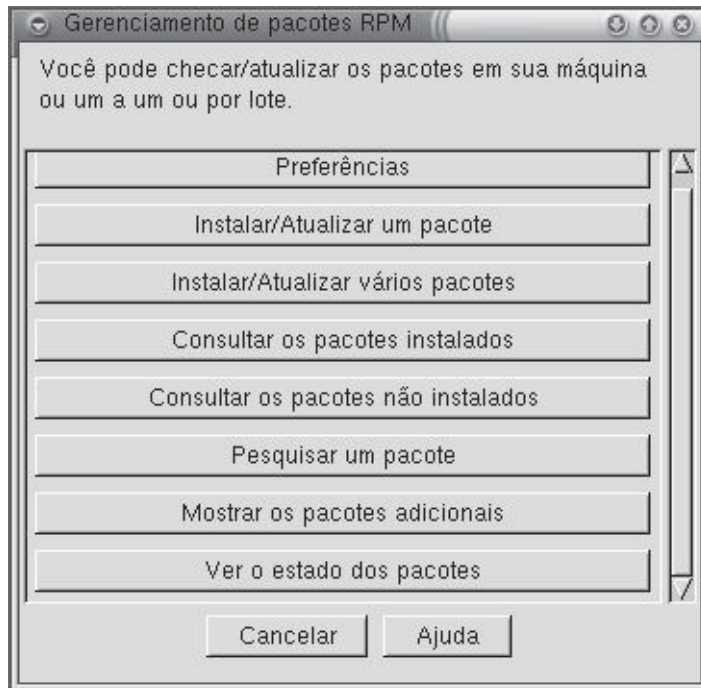 Gerenciamento de pacotes RPM
Você pode checar/atualizar os pacotes em sua máquina
ou um a um ou por lote.
Preferências
Instalar/Atualizar um pacote
Instalar/Atualizar vários pacotes
Consultar os pacotes instalados
Consultar os pacotes não instalados
Pesquisar um pacote
Mostrar os pacotes adicionais
Ver o estado dos pacotes
Cancelar Ajuda